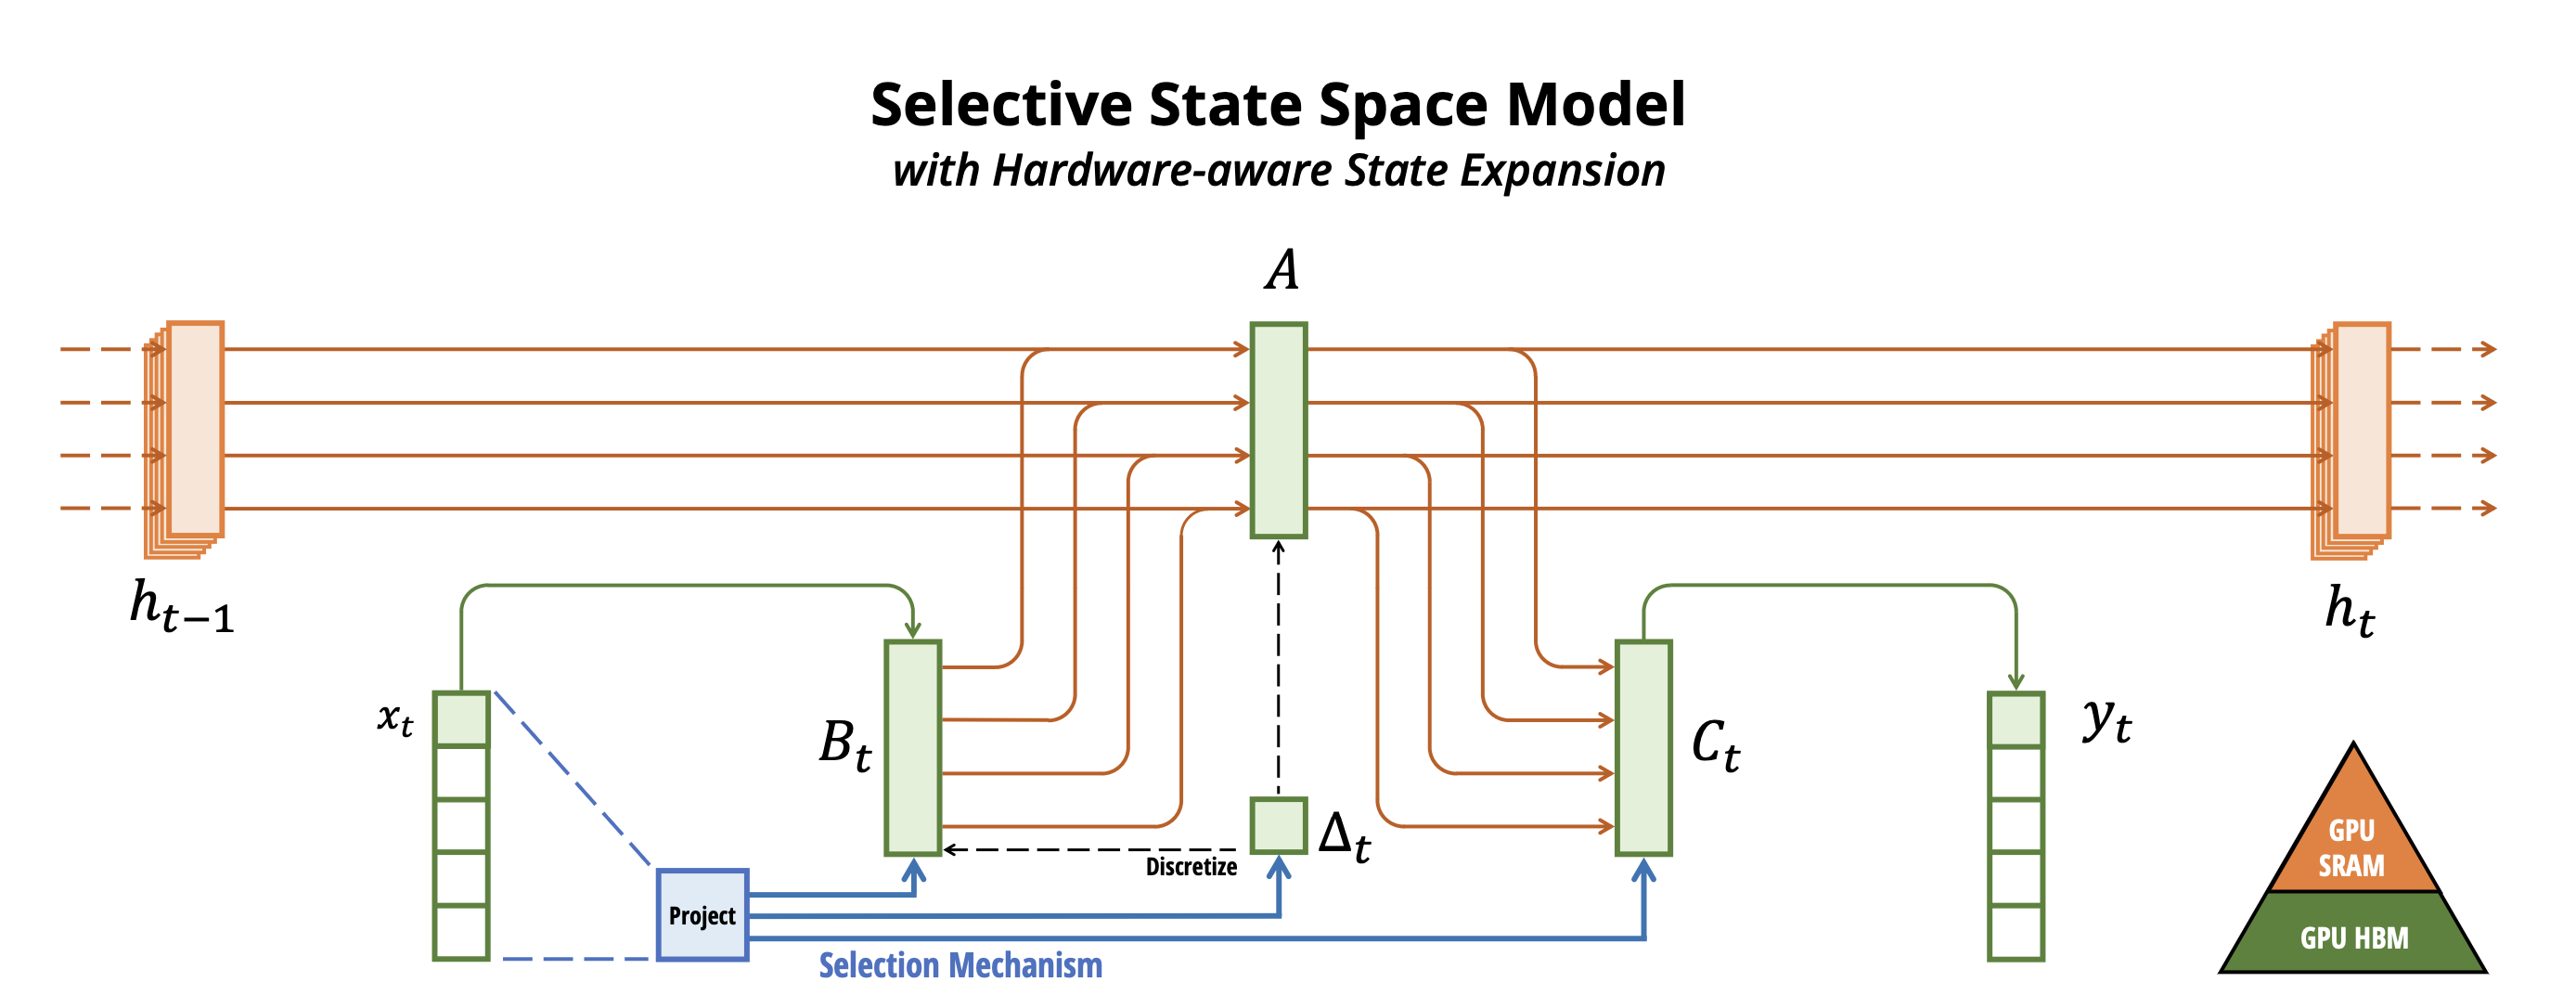 Selective State Space Model
with Hardware-aware State Expansion
A
h_{t-1}
h_t
x_t
B_t
C_t
y_t
Δ_t
Discretize
Project
Selection Mechanism
GPU
SRAM
GPU HBM